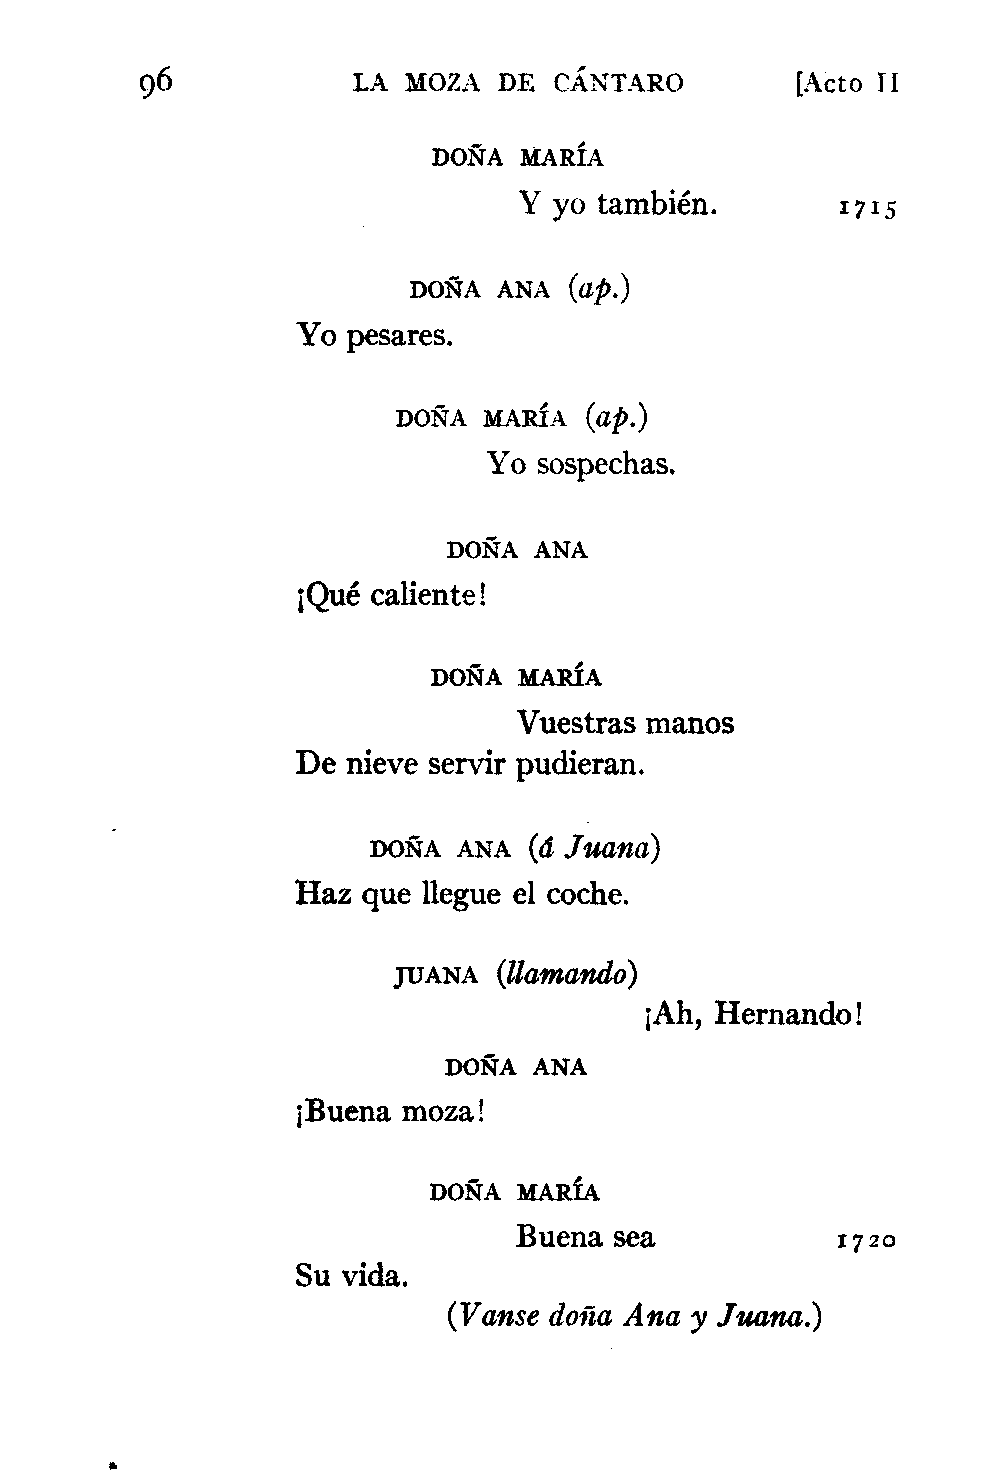 96 LA MOZA DE CÁNTARO [Acto II
DOÑA MARÍA
Y yo también. 1715
DOÑA ANA (ap.)
Yo pesares.
DOÑA MARÍA (ap.)
Yo sospechas.
DOÑA ANA
¡Qué caliente!
DOÑA MARÍA
Vuestras manos
De nieve servir pudieran.
DOÑA ANA (á Juana)
Haz que llegue el coche.
JUANA (llamando)
¡Ah, Hernando!
DOÑA ANA
¡Buena moza!
DOÑA MARÍA
Buena sea 1720
Su vida.
(Vanse doña Ana y Juana.)